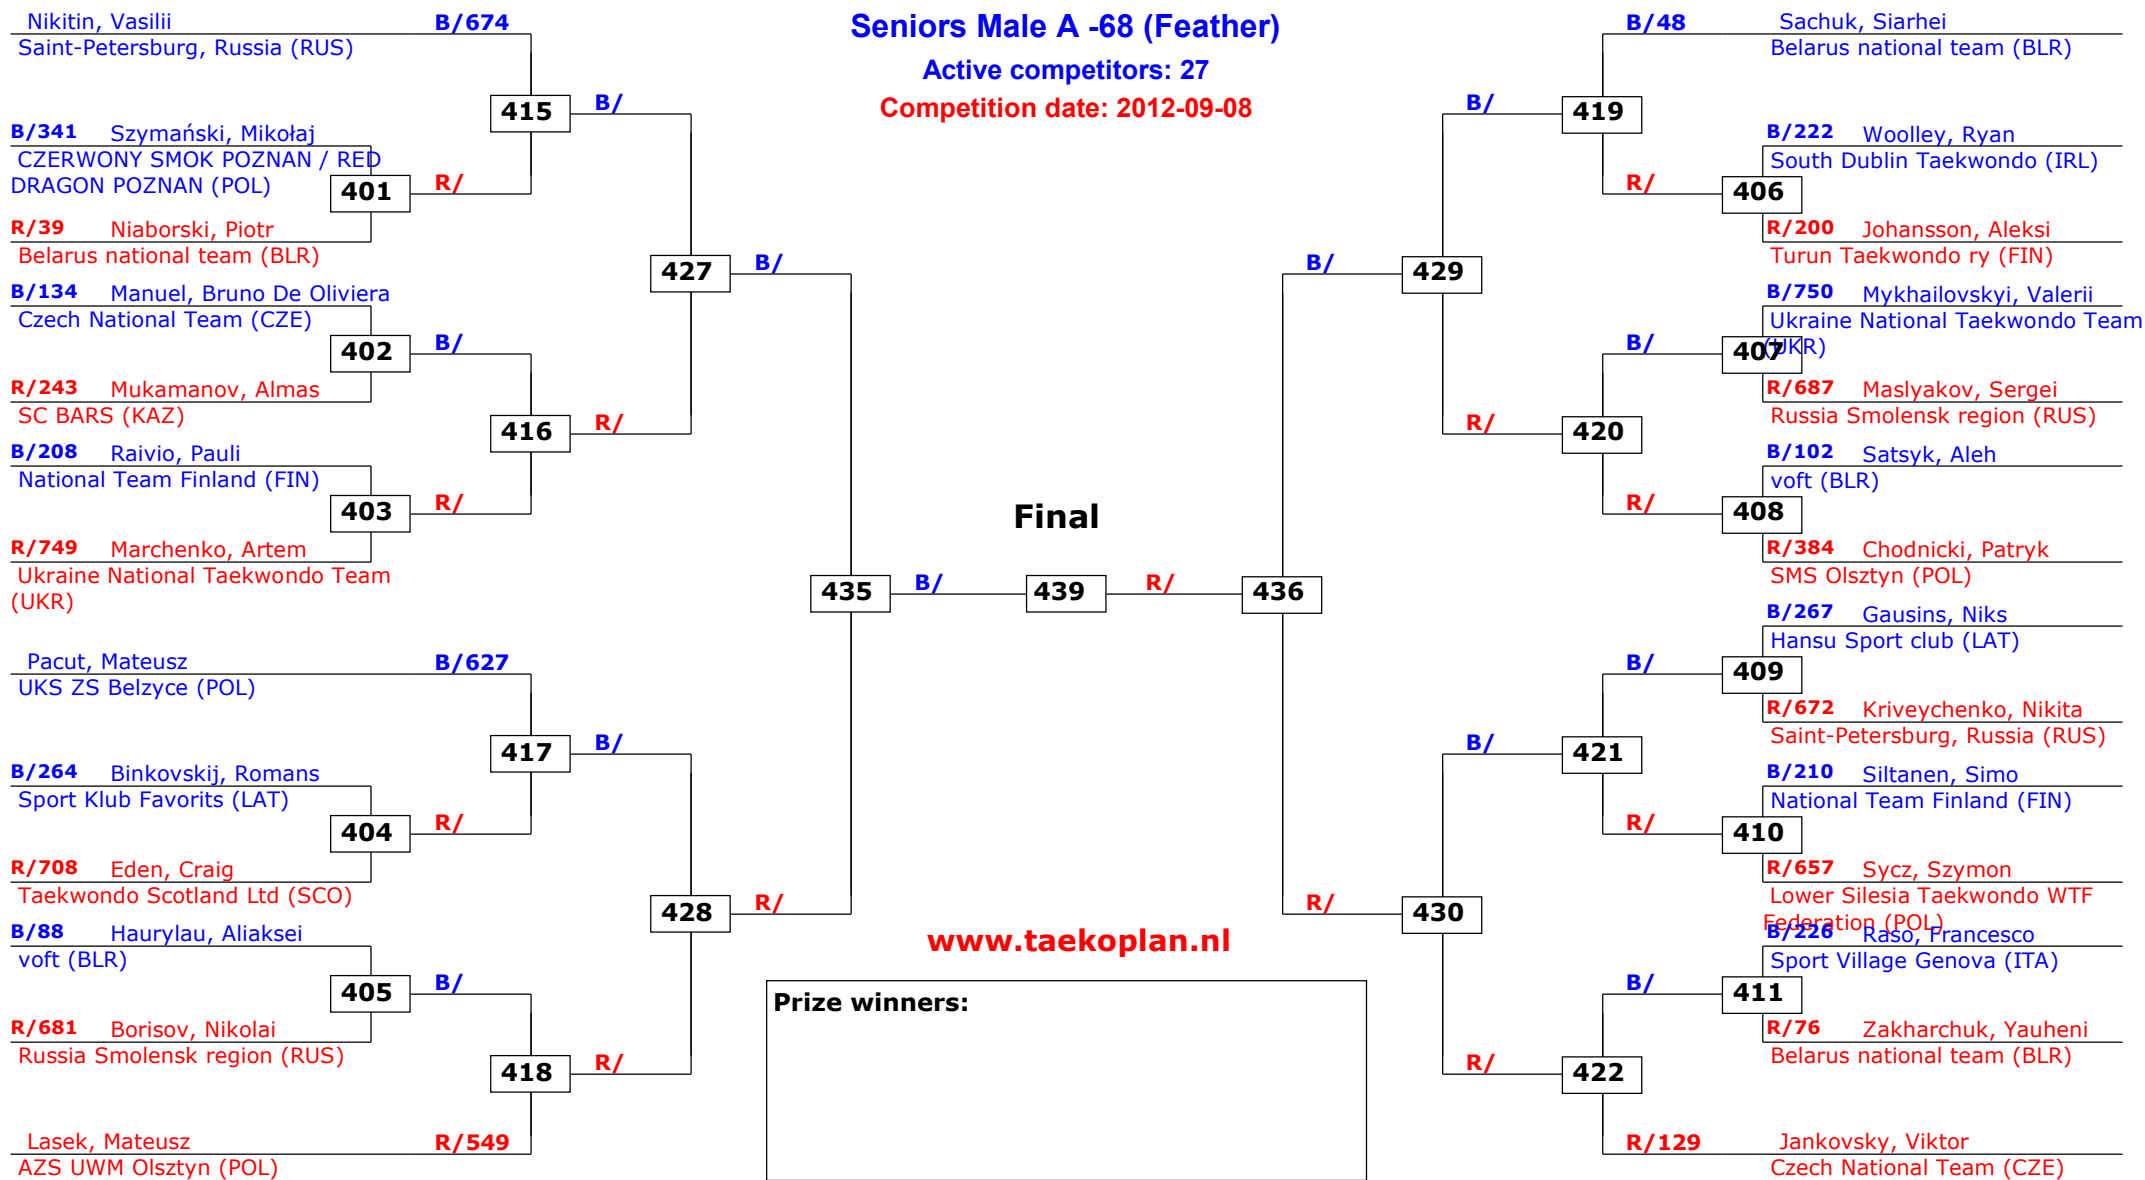 Seniors Male A -68 (Feather)
Active competitors: 27
Competition date: 2012-09-08
Nikitin, Vasilii B/674
Saint-Petersburg, Russia (RUS)
415
B/
B/341 Szymański, Mikołaj
CZERWONY SMOK POZNAN / RED
DRAGON POZNAN (POL)
401
R/
R/39 Niaborski, Piotr
Belarus national team (BLR)
427
B/
B/134 Manuel, Bruno De Oliviera
Czech National Team (CZE)
402
B/
R/243 Mukamanov, Almas
SC BARS (KAZ)
416
R/
B/208 Raivio, Pauli
National Team Finland (FIN)
403
R/
R/749 Marchenko, Artem
Ukraine National Taekwondo Team
(UKR)
435
B/
Pacut, Mateusz B/627
UKS ZS Belzyce (POL)
417
B/
B/264 Binkovskij, Romans
Sport Klub Favorits (LAT)
404
R/
R/708 Eden, Craig
Taekwondo Scotland Ltd (SCO)
428
R/
B/88 Haurylau, Aliaksei
voft (BLR)
405
B/
R/681 Borisov, Nikolai
Russia Smolensk region (RUS)
418
R/
Lasek, Mateusz R/549
AZS UWM Olsztyn (POL)
Final
439
R/
436
www.taekoplan.nl
Prize winners:
B/48 Sachuk, Siarhei
Belarus national team (BLR)
B/
419
B/222 Woolley, Ryan
South Dublin Taekwondo (IRL)
R/
406
R/200 Johansson, Aleksi
Turun Taekwondo ry (FIN)
B/
429
B/750 Mykhailovskyi, Valerii
Ukraine National Taekwondo Team
(UKR)
B/
407
R/687 Maslyakov, Sergei
Russia Smolensk region (RUS)
R/
420
B/102 Satsyk, Aleh
voft (BLR)
R/
408
R/384 Chodnicki, Patryk
SMS Olsztyn (POL)
B/267 Gausins, Niks
Hansu Sport club (LAT)
B/
409
R/672 Kriveychenko, Nikita
Saint-Petersburg, Russia (RUS)
B/
421
B/210 Siltanen, Simo
National Team Finland (FIN)
R/
410
R/657 Sycz, Szymon
Lower Silesia Taekwondo WTF
Federation (POL)
R/
430
B/226 Raso, Francesco
Sport Village Genova (ITA)
B/
411
R/76 Zakharchuk, Yauheni
Belarus national team (BLR)
R/
422
R/129 Jankovsky, Viktor
Czech National Team (CZE)